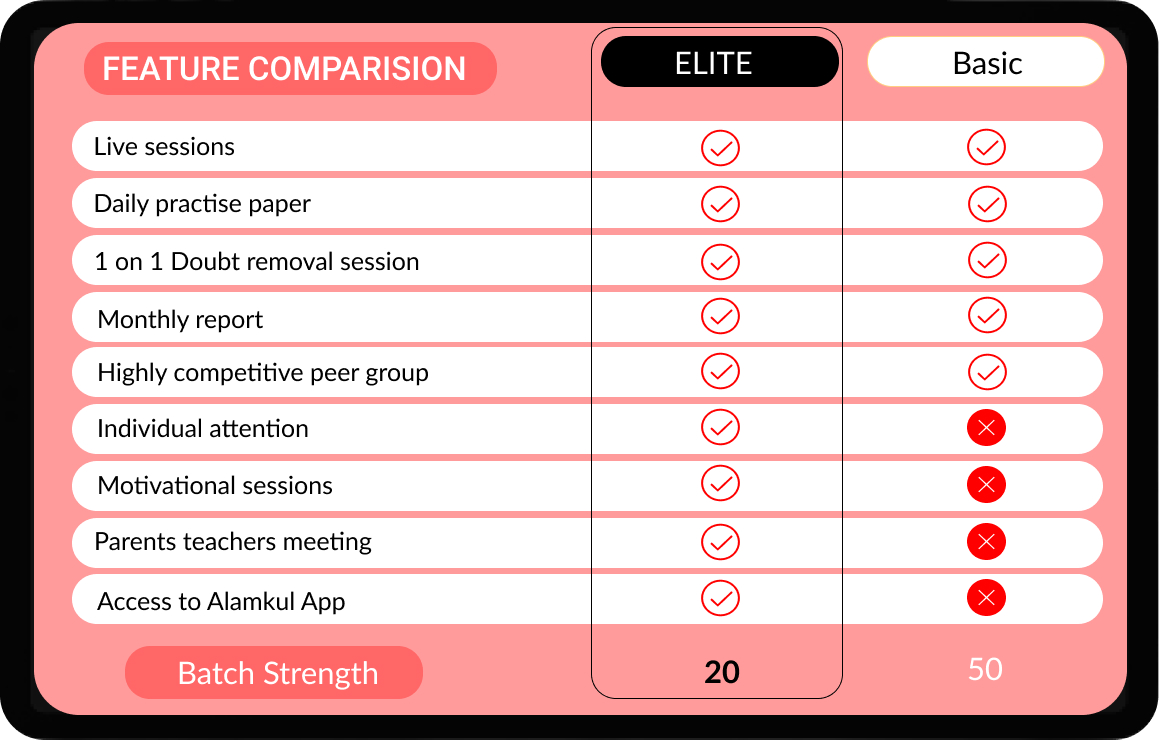 FEATURE COMPARISION ELITE Basic
Live sessions
Daily practise paper
1 on 1 Doubt removal session
Monthly report
Highly competitive peer group
Individual attention
Motivational sessions
Parents teachers meeting
Access to Alamkul App
Batch Strength 20 50